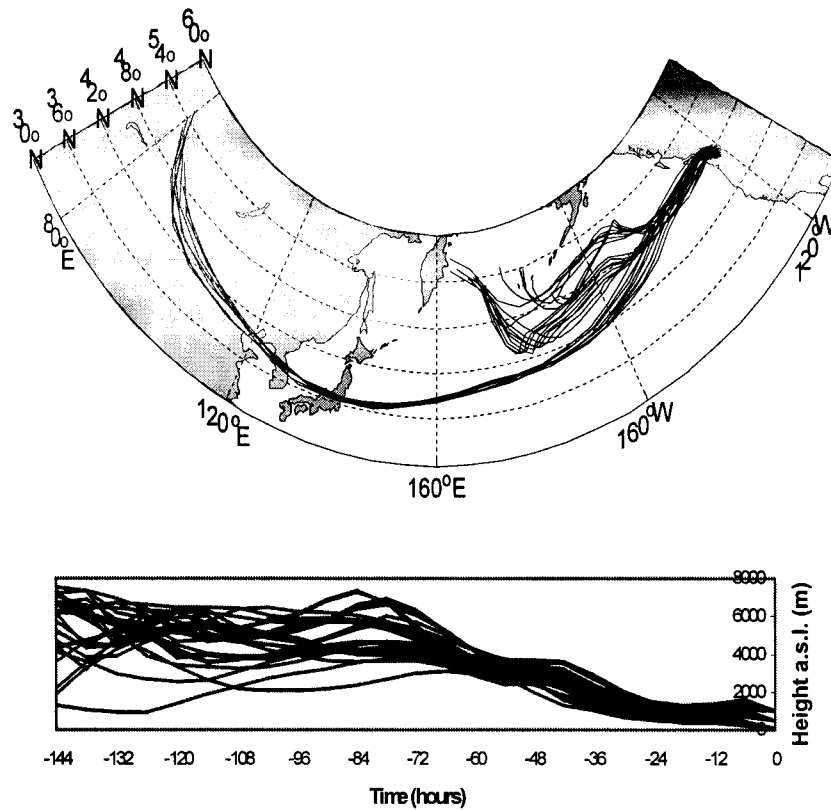 60°N
54°N
48°N
42°N
36°N
30°N
80°E
120°E
160°E
160°W
120°W
8000
6000
4000
2000
0
Height a.s.l. (m)
-144 -132 -120 -108 -96 -84 -72 -60 -48 -36 -24 -12 0
Time (hours)